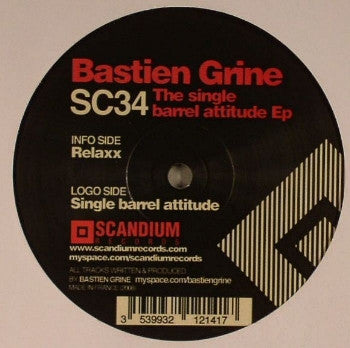 Bastien Grine
SC34 The single
barrel attitude Ep
INFO SIDE
Relaxx
LOGO SIDE
Single barrel attitude
SCANDIUM
RECORDS
www.scandiumrecords.com
myspace.com/scandiumrecords
ALL TRACKS WRITTEN & PRODUCED
BY BASTIEN GRINE myspace.com/bastiengrine
MADE IN FRANCE
3 539932 121417